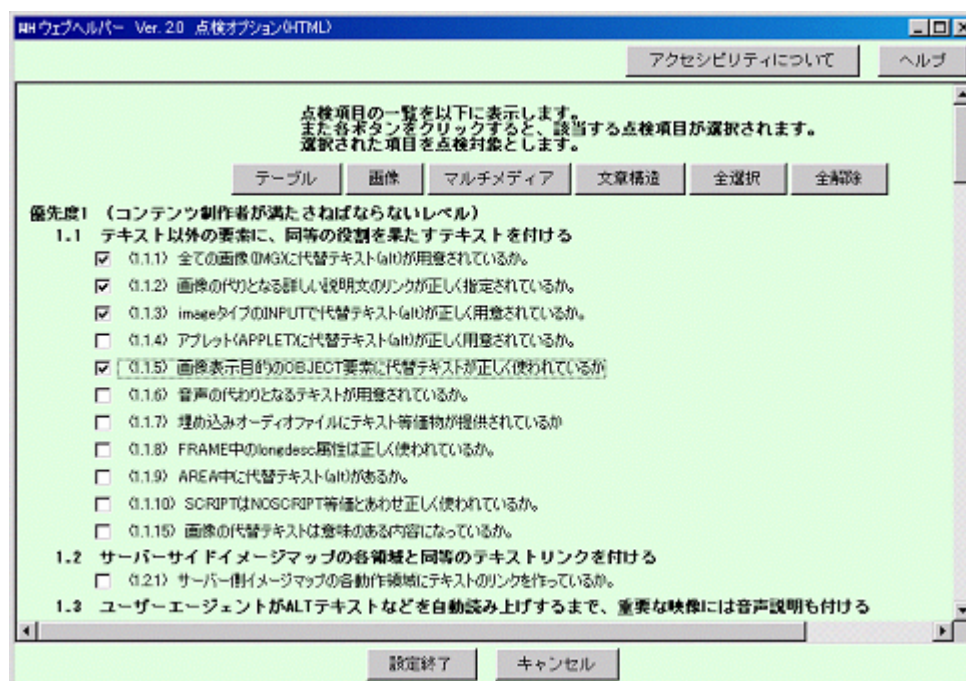 WH ウェブヘルパー Ver. 2.0 点検オプション(HTML)
アクセシビリティについて ヘルプ
点検項目の一覧を以下に表示します。
また各ボタンをクリックすると、該当する点検項目が選択されます。
選択された項目を点検対象とします。
テーブル 画像 マルチメディア 文章構造 全選択 全解除
優先度1 (コンテンツ制作者が満たさねばならないレベル)
1.1 テキスト以外の要素に、同等の役割を果たすテキストを付ける
(1.1.1) 全ての画像(IMG)に代替テキスト(alt)が用意されているか。
(1.1.2) 画像の代りとなる詳しい説明文のリンクが正しく指定されているか。
(1.1.3) imageタイプのINPUTで代替テキスト(alt)が正しく用意されているか。
(1.1.4) アプレット(APPLET)に代替テキスト(alt)が正しく用意されているか。
(1.1.5) 画像表示目的のOBJECT要素に代替テキストが正しく使われているか
(1.1.6) 音声の代わりとなるテキストが用意されているか。
(1.1.7) 埋め込みオーディオファイルにテキスト等価物が提供されているか
(1.1.8) FRAME中のlongdesc属性は正しく使われているか。
(1.1.9) AREA中に代替テキスト(alt)があるか。
(1.1.10) SCRIPTはNOSCRIPT等価とあわせ正しく使われているか。
(1.1.15) 画像の代替テキストは意味のある内容になっているか。
1.2 サーバーサイドイメージマップの各領域と同等のテキストリンクを付ける
(1.2.1) サーバー側イメージマップの各動作領域にテキストのリンクを作っているか。
1.3 ユーザーエージェントがALTテキストなどを自動読み上げするまで、重要な映像には音声説明も付ける
設定終了 キャンセル